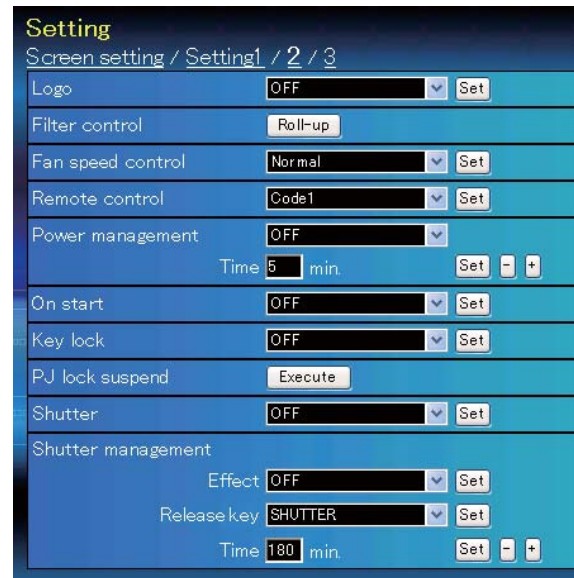 Setting
Screen setting / Setting1 / 2 / 3
Logo OFF Set
Filter control Roll-up
Fan speed control Normal Set
Remote control Code1 Set
Power management OFF
Time 5 min. Set - +
On start OFF Set
Key lock OFF Set
PJ lock suspend Execute
Shutter OFF Set
Shutter management
Effect OFF Set
Release key SHUTTER Set
Time 180 min. Set - +